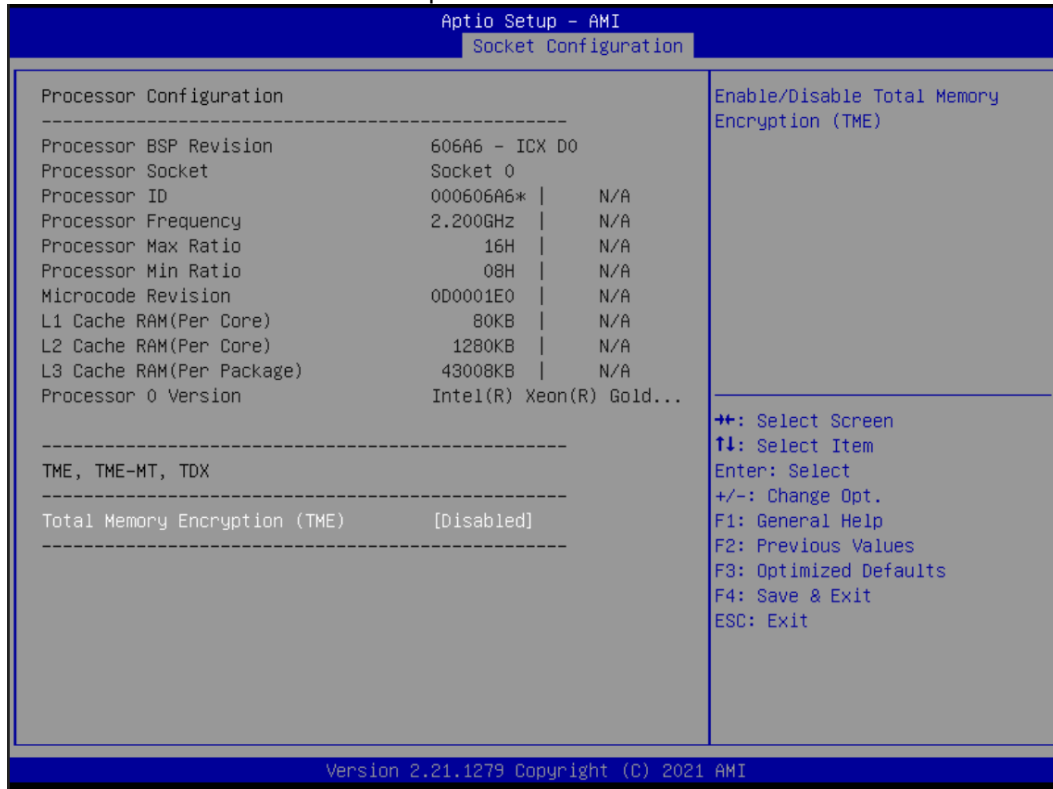 Aptio Setup – AMI
Socket Configuration
Processor Configuration
--------------------------------------------------
Processor BSP Revision 606A6 – ICX D0
Processor Socket Socket 0
Processor ID 000606A6* | N/A
Processor Frequency 2.200GHz | N/A
Processor Max Ratio 16H | N/A
Processor Min Ratio 08H | N/A
Microcode Revision 0D0001E0 | N/A
L1 Cache RAM(Per Core) 80KB | N/A
L2 Cache RAM(Per Core) 1280KB | N/A
L3 Cache RAM(Per Package) 43008KB | N/A
Processor 0 Version Intel(R) Xeon(R) Gold...
--------------------------------------------------
TME, TME-MT, TDX
--------------------------------------------------
Total Memory Encryption (TME) [Disabled]
--------------------------------------------------
Enable/Disable Total Memory
Encryption (TME)
→←: Select Screen
↑↓: Select Item
Enter: Select
+/-: Change Opt.
F1: General Help
F2: Previous Values
F3: Optimized Defaults
F4: Save & Exit
ESC: Exit
Version 2.21.1279 Copyright (C) 2021 AMI